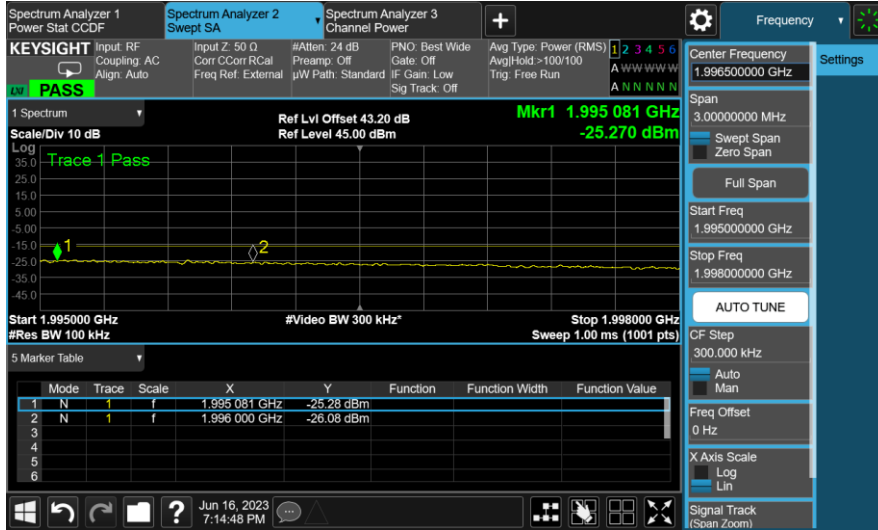 Spectrum Analyzer 1
Power Stat CCDF
Spectrum Analyzer 2
Swept SA
Spectrum Analyzer 3
Channel Power
Frequency
KEYSIGHT
LXI
PASS
Input: RF
Coupling: AC
Align: Auto
Input Z: 50 Ω
Corr CCorr RCal
Freq Ref: External
#Atten: 24 dB
Preamp: Off
µW Path: Standard
PNO: Best Wide
Gate: Off
IF Gain: Low
Sig Track: Off
Avg Type: Power (RMS)
Avg|Hold:>100/100
Trig: Free Run
1 2 3 4 5 6
A W W W W W
A N N N N N
1 Spectrum
Scale/Div 10 dB
Ref Lvl Offset 43.20 dB
Ref Level 45.00 dBm
Mkr1 1.995 081 GHz
-25.270 dBm
Log
Trace 1 Pass
35.0
25.0
15.0
5.00
-5.00
-15.0
-25.0
-35.0
-45.0
1
2
Start 1.995000 GHz
#Res BW 100 kHz
#Video BW 300 kHz*
Stop 1.998000 GHz
Sweep 1.00 ms (1001 pts)
5 Marker Table
Mode Trace Scale X Y Function Function Width Function Value
1 N 1 f 1.995 081 GHz -25.28 dBm
2 N 1 f 1.996 000 GHz -26.08 dBm
3
4
5
6
Jun 16, 2023
7:14:48 PM
Center Frequency
1.996500000 GHz
Settings
Span
3.00000000 MHz
Swept Span
Zero Span
Full Span
Start Freq
1.995000000 GHz
Stop Freq
1.998000000 GHz
AUTO TUNE
CF Step
300.000 kHz
Auto
Man
Freq Offset
0 Hz
X Axis Scale
Log
Lin
Signal Track
(Span Zoom)